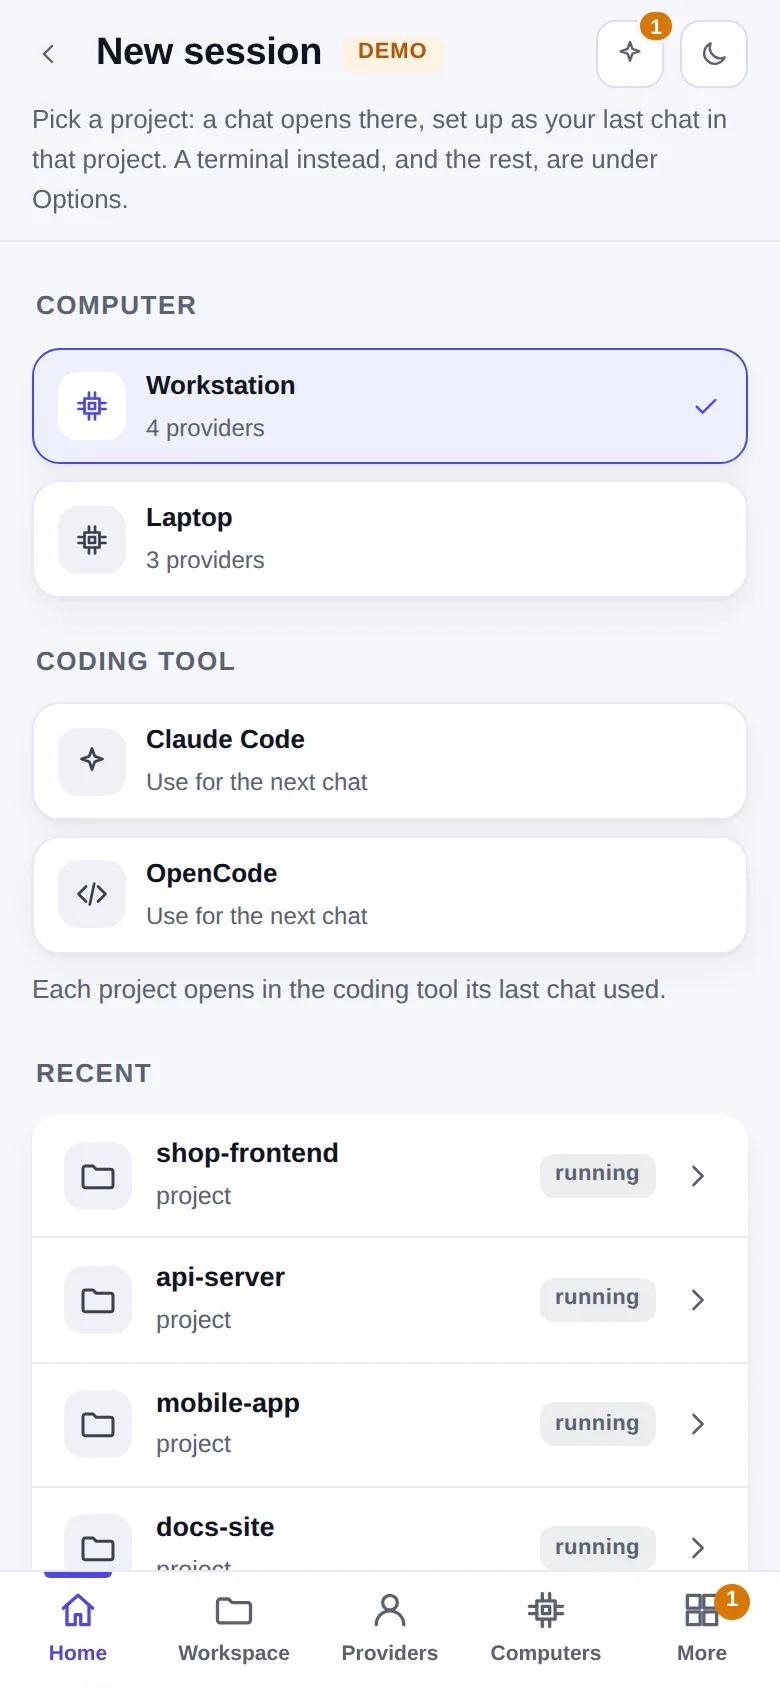 New session
DEMO
1
Pick a project: a chat opens there, set up as your last chat in
that project. A terminal instead, and the rest, are under
Options.
COMPUTER
Workstation
4 providers
Laptop
3 providers
CODING TOOL
Claude Code
Use for the next chat
OpenCode
Use for the next chat
Each project opens in the coding tool its last chat used.
RECENT
shop-frontend
project
running
api-server
project
running
mobile-app
project
running
docs-site
project
running
Home
Workspace
Providers
Computers
More
1